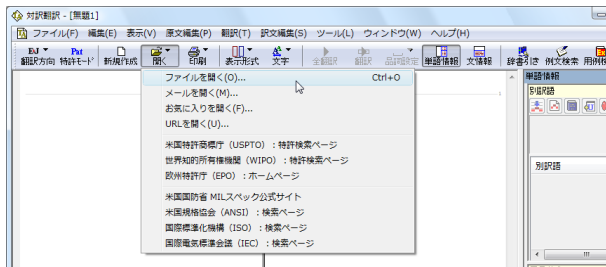 対訳翻訳 - [無題1]
ファイル(F) 編集(E) 表示(V) 原文編集(P) 翻訳(T) 訳文編集(S) ツール(L) ウィンドウ(W) ヘルプ(H)
EJ Pat
翻訳方向 特許モード 新規作成 開く 印刷 表示形式 文字 全翻訳 翻訳 品詞設定 単語情報 文情報 辞書引き 例文検索 用例検
ファイルを開く(O)... Ctrl+O
メールを開く(M)...
お気に入りを開く(F)...
URLを開く(U)...
米国特許商標庁（USPTO）：特許検索ページ
世界知的所有権機関（WIPO）：特許検索ページ
欧州特許庁（EPO）：ホームページ
米国国防省 MILスペック公式サイト
米国規格協会（ANSI）：検索ページ
国際標準化機構（ISO）：検索ページ
国際電気標準会議（IEC）：検索ページ
単語情報
別訳語
別訳語